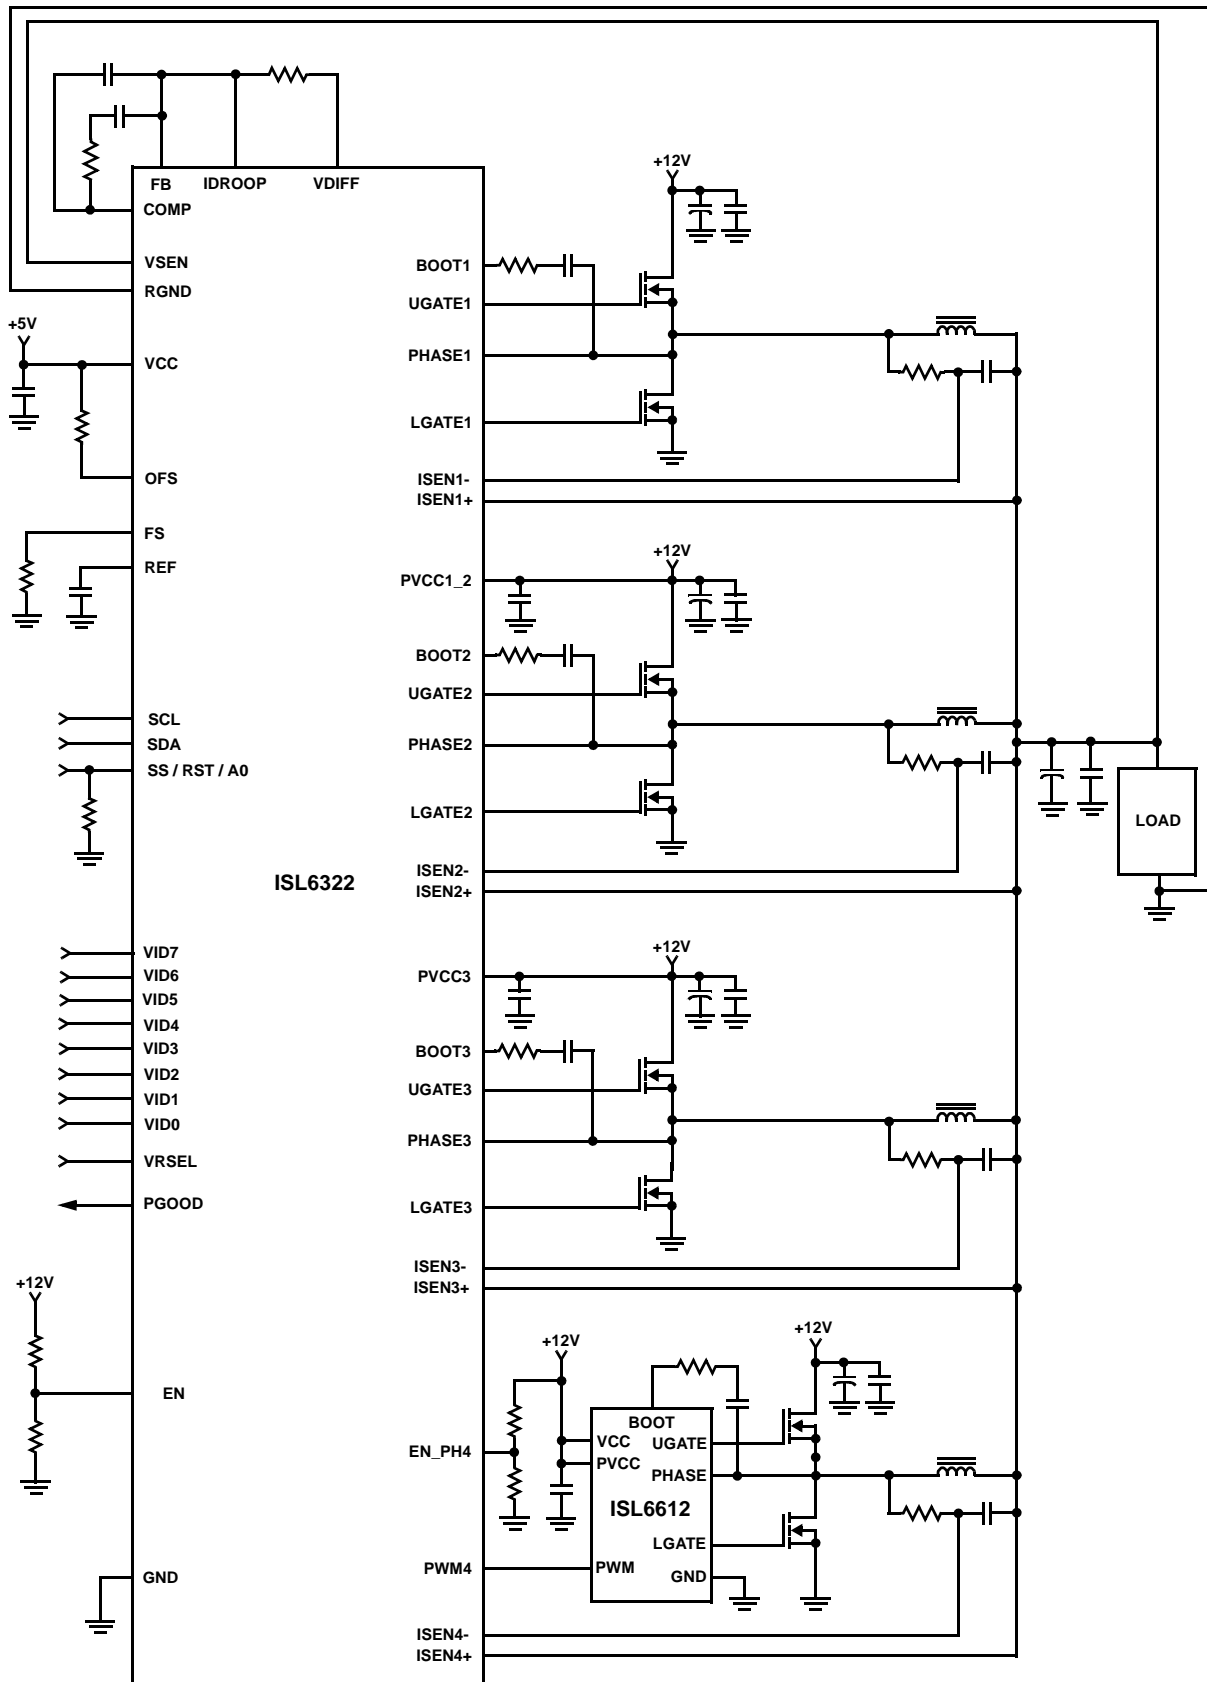 FB IDROOP VDIFF
COMP
VSEN
RGND
+5V
VCC
OFS
FS
REF
SCL
SDA
SS / RST / A0
ISL6322
VID7
VID6
VID5
VID4
VID3
VID2
VID1
VID0
VRSEL
PGOOD
+12V
EN
GND
+12V
BOOT1
UGATE1
PHASE1
LGATE1
ISEN1-
ISEN1+
+12V
PVCC1_2
BOOT2
UGATE2
PHASE2
LGATE2
ISEN2-
ISEN2+
LOAD
+12V
PVCC3
BOOT3
UGATE3
PHASE3
LGATE3
ISEN3-
ISEN3+
+12V
+12V
EN_PH4
BOOT
VCC
UGATE
PVCC
PHASE
ISL6612
LGATE
PWM4
PWM
GND
ISEN4-
ISEN4+